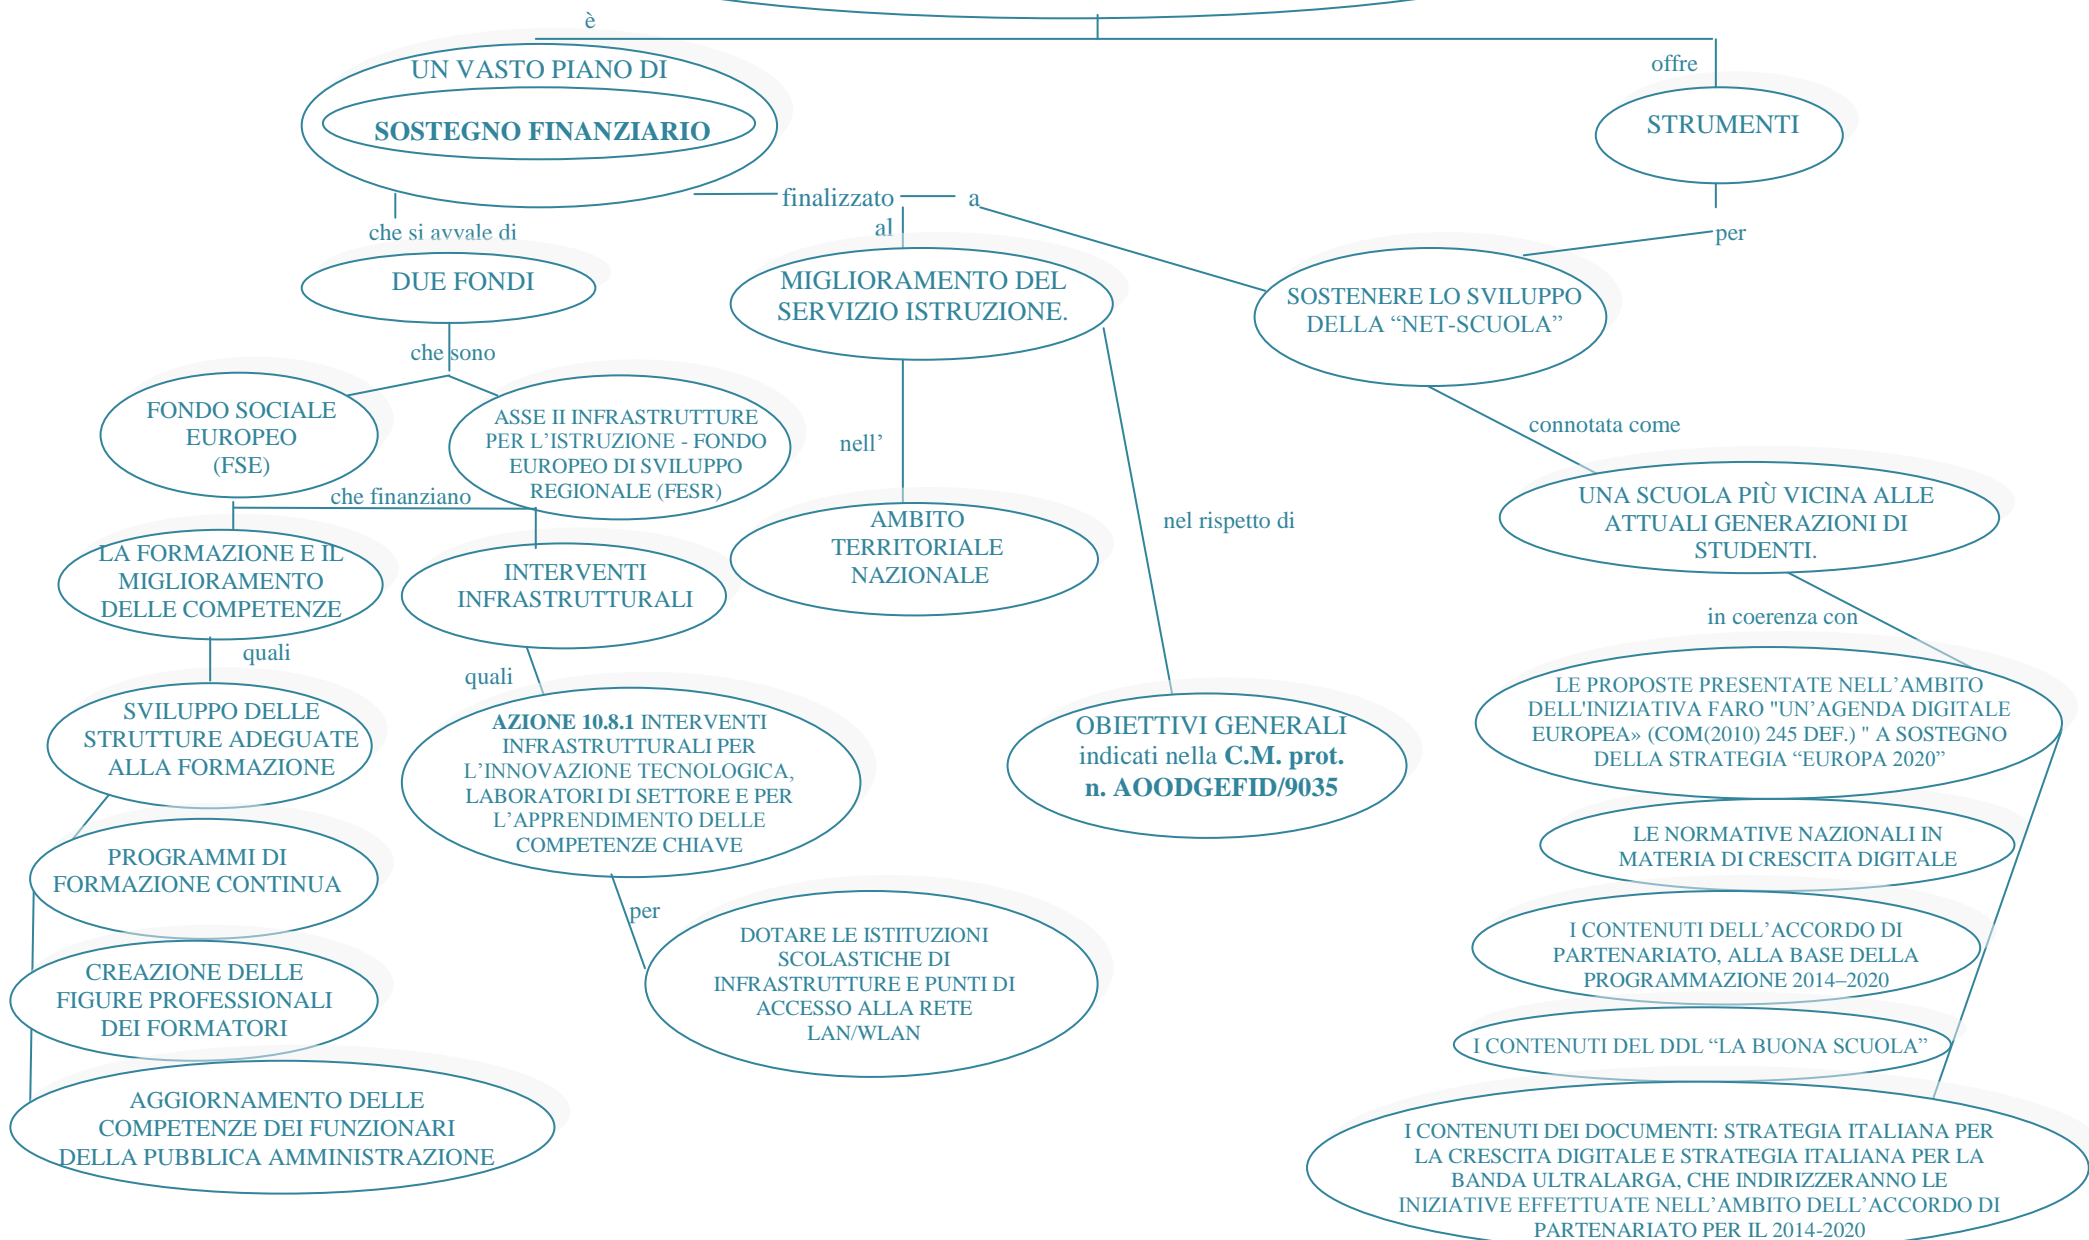 è
UN VASTO PIANO DI
SOSTEGNO FINANZIARIO
offre
STRUMENTI
finalizzato
a
al
che si avvale di
per
DUE FONDI
MIGLIORAMENTO DEL
SERVIZIO ISTRUZIONE.
SOSTENERE LO SVILUPPO
DELLA “NET-SCUOLA”
che sono
FONDO SOCIALE
EUROPEO
(FSE)
ASSE II INFRASTRUTTURE
PER L’ISTRUZIONE - FONDO
EUROPEO DI SVILUPPO
REGIONALE (FESR)
nell’
connotata come
che finanziano
UNA SCUOLA PIÙ VICINA ALLE
ATTUALI GENERAZIONI DI
STUDENTI.
nel rispetto di
AMBITO
TERRITORIALE
NAZIONALE
LA FORMAZIONE E IL
MIGLIORAMENTO
DELLE COMPETENZE
INTERVENTI
INFRASTRUTTURALI
in coerenza con
quali
quali
SVILUPPO DELLE
STRUTTURE ADEGUATE
ALLA FORMAZIONE
AZIONE 10.8.1 INTERVENTI
INFRASTRUTTURALI PER
L’INNOVAZIONE TECNOLOGICA,
LABORATORI DI SETTORE E PER
L’APPRENDIMENTO DELLE
COMPETENZE CHIAVE
OBIETTIVI GENERALI
indicati nella C.M. prot.
n. AOODGEFID/9035
LE PROPOSTE PRESENTATE NELL’AMBITO
DELL'INIZIATIVA FARO "UN’AGENDA DIGITALE
EUROPEA» (COM(2010) 245 DEF.) " A SOSTEGNO
DELLA STRATEGIA “EUROPA 2020”
LE NORMATIVE NAZIONALI IN
MATERIA DI CRESCITA DIGITALE
PROGRAMMI DI
FORMAZIONE CONTINUA
per
DOTARE LE ISTITUZIONI
SCOLASTICHE DI
INFRASTRUTTURE E PUNTI DI
ACCESSO ALLA RETE
LAN/WLAN
I CONTENUTI DELL’ACCORDO DI
PARTENARIATO, ALLA BASE DELLA
PROGRAMMAZIONE 2014–2020
CREAZIONE DELLE
FIGURE PROFESSIONALI
DEI FORMATORI
I CONTENUTI DEL DDL “LA BUONA SCUOLA”
AGGIORNAMENTO DELLE
COMPETENZE DEI FUNZIONARI
DELLA PUBBLICA AMMINISTRAZIONE
I CONTENUTI DEI DOCUMENTI: STRATEGIA ITALIANA PER
LA CRESCITA DIGITALE E STRATEGIA ITALIANA PER LA
BANDA ULTRALARGA, CHE INDIRIZZERANNO LE
INIZIATIVE EFFETTUATE NELL’AMBITO DELL’ACCORDO DI
PARTENARIATO PER IL 2014-2020